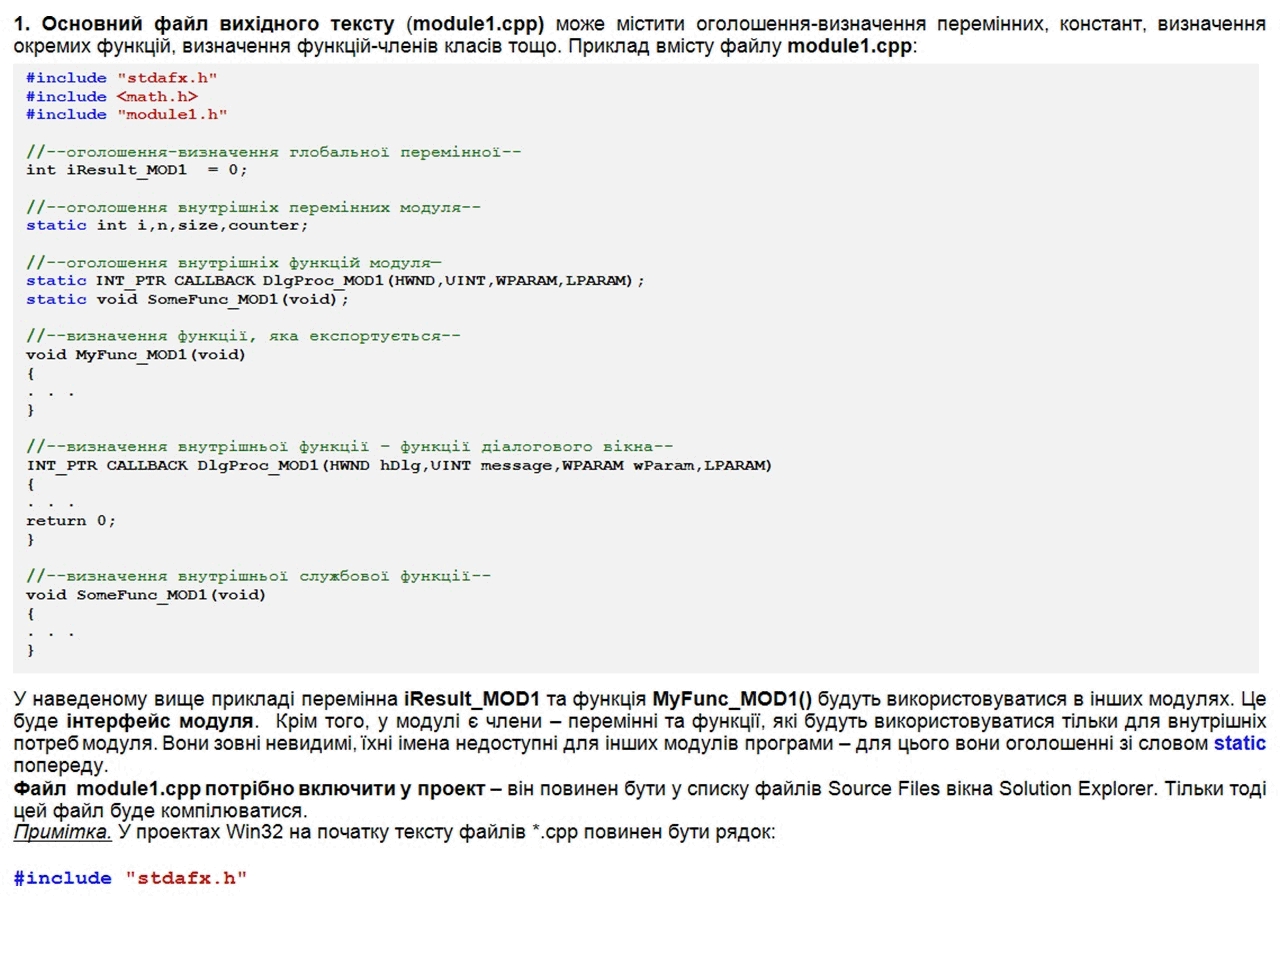 1. Основний файл вихідного тексту (module1.cpp) може містити оголошення-визначення перемінних, констант, визначення
окремих функцій, визначення функцій-членів класів тощо. Приклад вмісту файлу module1.cpp:
#include "stdafx.h"
#include <math.h>
#include "module1.h"
//--оголошення-визначення глобальної перемінної--
int iResult_MOD1  = 0;
//--оголошення внутрішніх перемінних модуля--
static int i,n,size,counter;
//--оголошення внутрішніх функцій модуля—
static INT_PTR CALLBACK DlgProc_MOD1(HWND,UINT,WPARAM,LPARAM);
static void SomeFunc_MOD1(void);
//--визначення функції, яка експортується--
void MyFunc_MOD1(void)
{
. . .
}
//--визначення внутрішньої функції – функції діалогового вікна--
INT_PTR CALLBACK DlgProc_MOD1(HWND hDlg,UINT message,WPARAM wParam,LPARAM)
{
. . .
return 0;
}
//--визначення внутрішньої службової функції--
void SomeFunc_MOD1(void)
{
. . .
}
У наведеному вище прикладі перемінна iResult_MOD1 та функція MyFunc_MOD1() будуть використовуватися в інших модулях. Це
буде інтерфейс модуля.  Крім того, у модулі є члени – перемінні та функції, які будуть використовуватися тільки для внутрішніх
потреб модуля. Вони зовні невидимі, їхні імена недоступні для інших модулів програми – для цього вони оголошенні зі словом static
попереду.
Файл  module1.cpp потрібно включити у проект – він повинен бути у списку файлів Source Files вікна Solution Explorer. Тільки тоді
цей файл буде компілюватися.
Примітка. У проектах Win32 на початку тексту файлів *.cpp повинен бути рядок:
#include "stdafx.h"